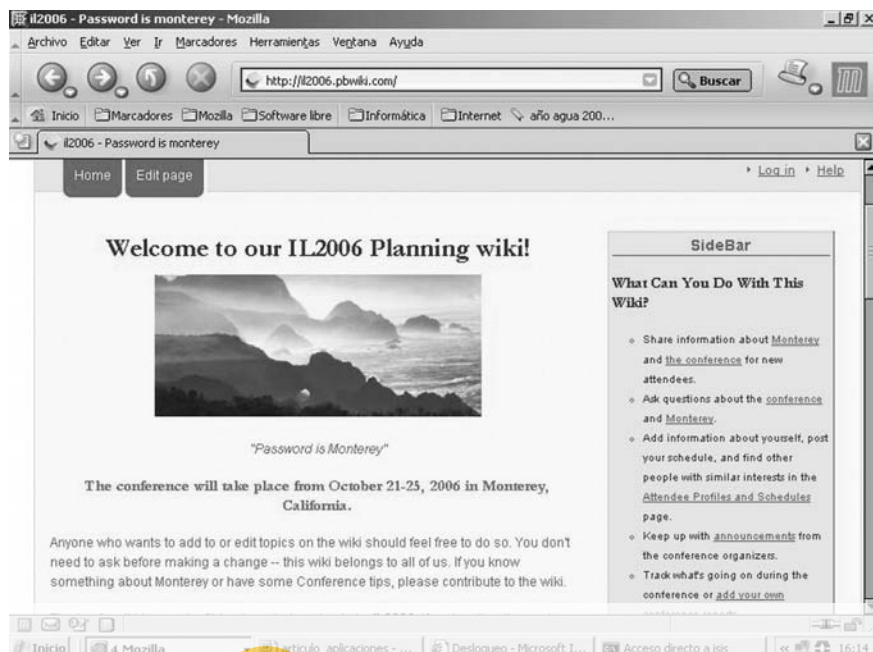 il2006 - Password is monterey - Mozilla
Archivo Editar Ver Ir Marcadores Herramientas Ventana Ayuda
http://il2006.pbwiki.com/ Buscar
Inicio Marcadores Mozilla Software libre Informática Internet año agua 200...
il2006 - Password is monterey
Home Edit page Log in Help
Welcome to our IL2006 Planning wiki!
"Password is Monterey"
The conference will take place from October 21-25, 2006 in Monterey,
California.
Anyone who wants to add to or edit topics on the wiki should feel free to do so. You don't
need to ask before making a change -- this wiki belongs to all of us. If you know
something about Monterey or have some Conference tips, please contribute to the wiki.
SideBar
What Can You Do With This
Wiki?
Share information about Monterey
and the conference for new
attendees.
Ask questions about the conference
and Monterey.
Add information about yourself, post
your schedule, and find other
people with similar interests in the
Attendee Profiles and Schedules
page.
Keep up with announcements from
the conference organizers.
Track what's going on during the
conference or add your own
conference reports
Inicio 4 Mozilla articulo_aplicaciones - ... Desloqueo - Microsoft I... Acceso directo a isis « 16:14